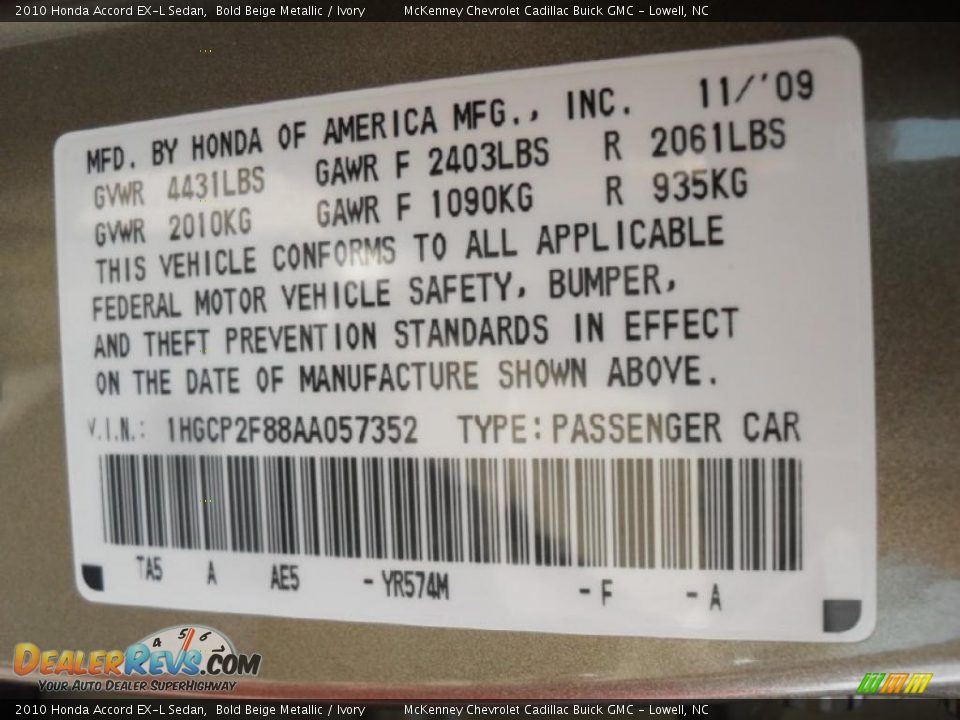 2010 Honda Accord EX-L Sedan, Bold Beige Metallic / Ivory McKenney Chevrolet Cadillac Buick GMC - Lowell, NC
MFD. BY HONDA OF AMERICA MFG., INC. 11/'09
GVWR 4431LBS GAWR F 2403LBS R 2061LBS
GVWR 2010KG GAWR F 1090KG R 935KG
THIS VEHICLE CONFORMS TO ALL APPLICABLE
FEDERAL MOTOR VEHICLE SAFETY, BUMPER,
AND THEFT PREVENTION STANDARDS IN EFFECT
ON THE DATE OF MANUFACTURE SHOWN ABOVE.
V.I.N.: 1HGCP2F88AA057352 TYPE: PASSENGER CAR
TA5 A AE5 - YR574M - F - A
4 5 6
DEALERREVS.COM
YOUR AUTO DEALER SUPERHIGHWAY
2010 Honda Accord EX-L Sedan, Bold Beige Metallic / Ivory McKenney Chevrolet Cadillac Buick GMC - Lowell, NC